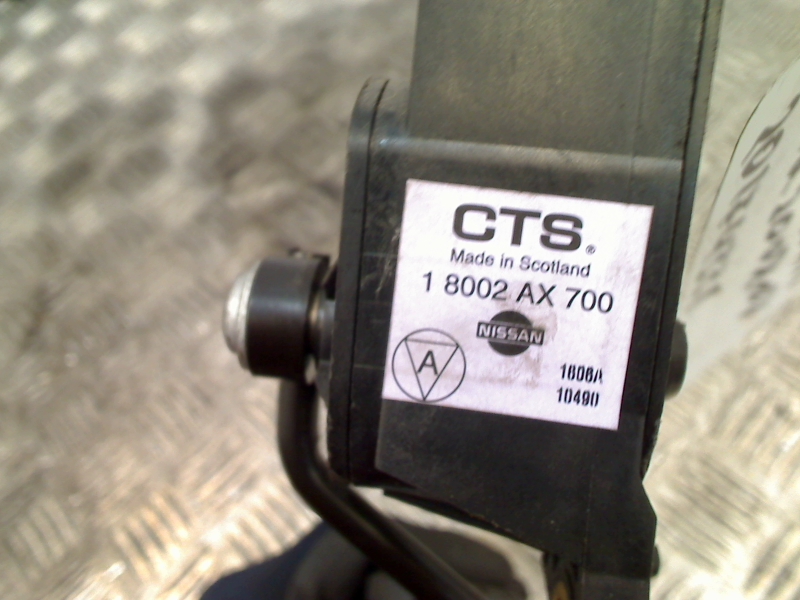 CTS®
Made in Scotland
1 8002 AX 700
NISSAN
A
1606A
10490